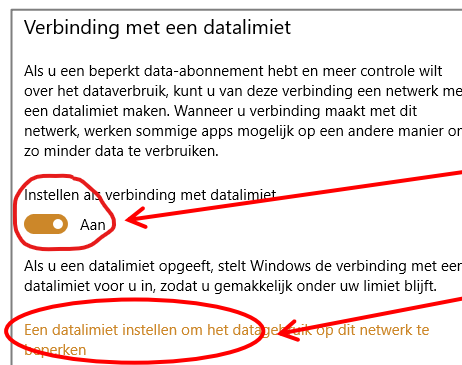 Verbinding met een datalimiet
Als u een beperkt data-abonnement hebt en meer controle wilt
over het dataverbruik, kunt u van deze verbinding een netwerk me
een datalimiet maken. Wanneer u verbinding maakt met dit
netwerk, werken sommige apps mogelijk op een andere manier or
zo minder data te verbruiken.
Instellen als verbinding met datalimiet
Aan
Als u een datalimiet opgeeft, stelt Windows de verbinding met eer
datalimiet voor u in, zodat u gemakkelijk onder uw limiet blijft.
Een datalimiet instellen om het datagebruik op dit netwerk te
beperken